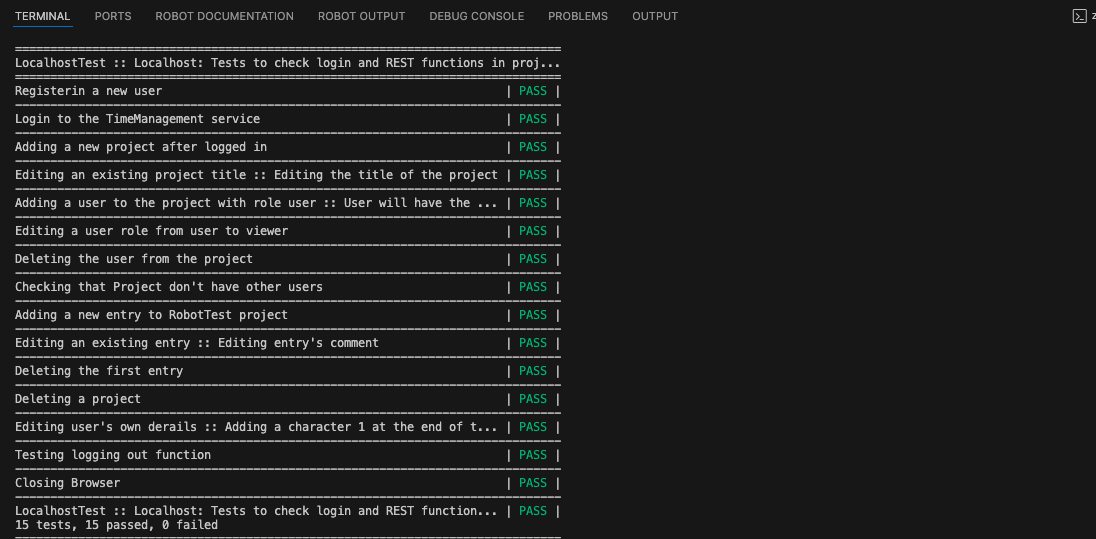 TERMINAL PORTS ROBOT DOCUMENTATION ROBOT OUTPUT DEBUG CONSOLE PROBLEMS OUTPUT z
==============================================================================
LocalhostTest :: Localhost: Tests to check login and REST functions in proj...
==============================================================================
Registerin a new user | PASS |
------------------------------------------------------------------------------
Login to the TimeManagement service | PASS |
------------------------------------------------------------------------------
Adding a new project after logged in | PASS |
------------------------------------------------------------------------------
Editing an existing project title :: Editing the title of the project | PASS |
------------------------------------------------------------------------------
Adding a user to the project with role user :: User will have the ... | PASS |
------------------------------------------------------------------------------
Editing a user role from user to viewer | PASS |
------------------------------------------------------------------------------
Deleting the user from the project | PASS |
------------------------------------------------------------------------------
Checking that Project don't have other users | PASS |
------------------------------------------------------------------------------
Adding a new entry to RobotTest project | PASS |
------------------------------------------------------------------------------
Editing an existing entry :: Editing entry's comment | PASS |
------------------------------------------------------------------------------
Deleting the first entry | PASS |
------------------------------------------------------------------------------
Deleting a project | PASS |
------------------------------------------------------------------------------
Editing user's own derails :: Adding a character 1 at the end of t... | PASS |
------------------------------------------------------------------------------
Testing logging out function | PASS |
------------------------------------------------------------------------------
Closing Browser | PASS |
------------------------------------------------------------------------------
LocalhostTest :: Localhost: Tests to check login and REST function... | PASS |
15 tests, 15 passed, 0 failed
==============================================================================